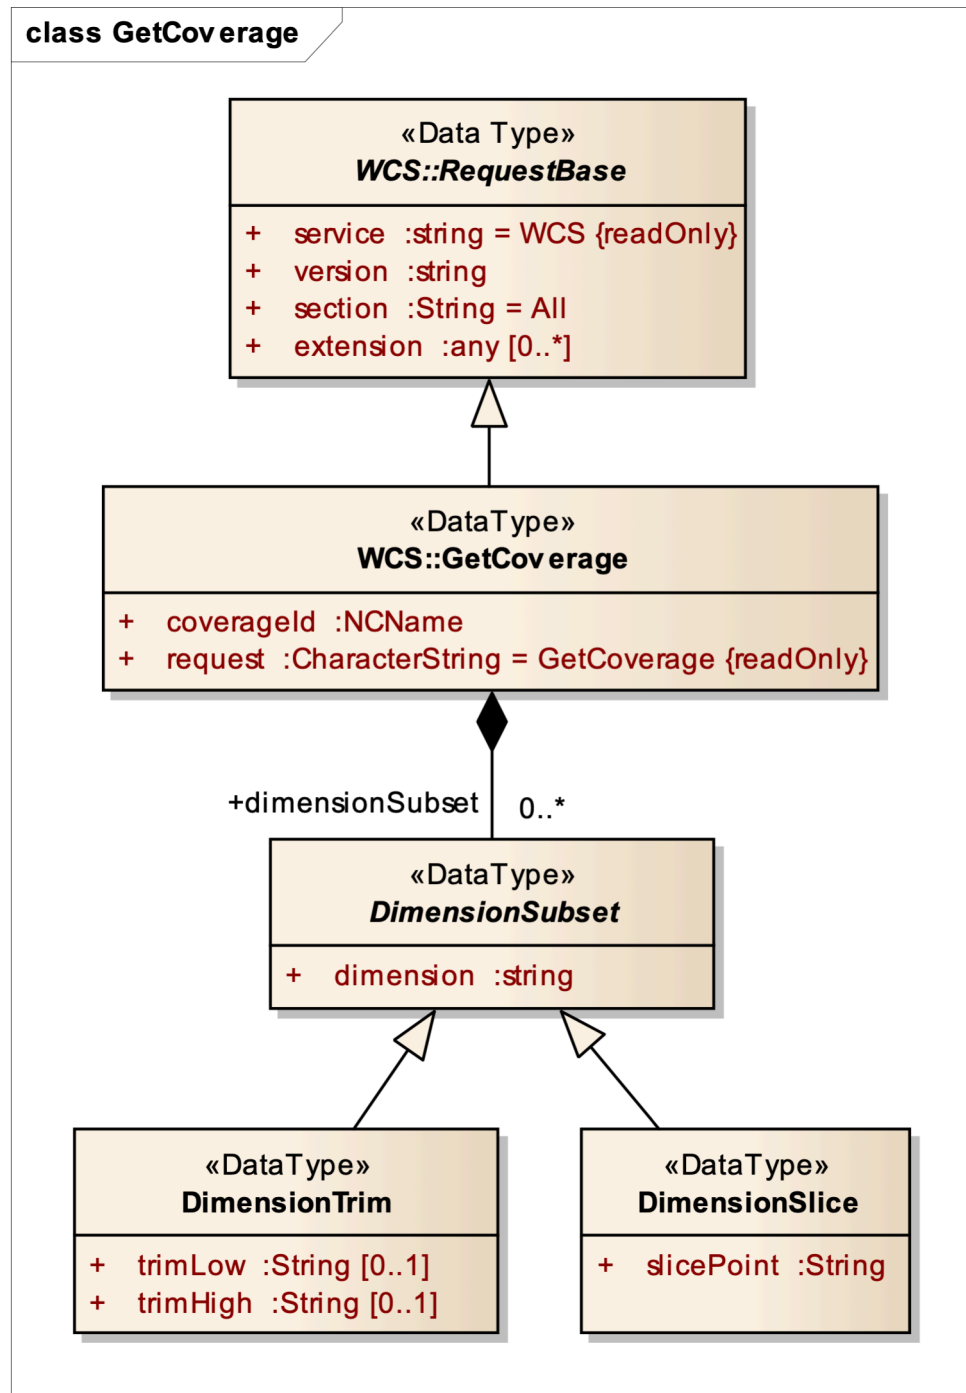 class GetCoverage
«Data Type»
WCS::RequestBase
+ service :string = WCS {readOnly}
+ version :string
+ section :String = All
+ extension :any [0..*]
«DataType»
WCS::GetCoverage
+ coverageId :NCName
+ request :CharacterString = GetCoverage {readOnly}
+dimensionSubset 0..*
«DataType»
DimensionSubset
+ dimension :string
«DataType»
DimensionTrim
+ trimLow :String [0..1]
+ trimHigh :String [0..1]
«DataType»
DimensionSlice
+ slicePoint :String